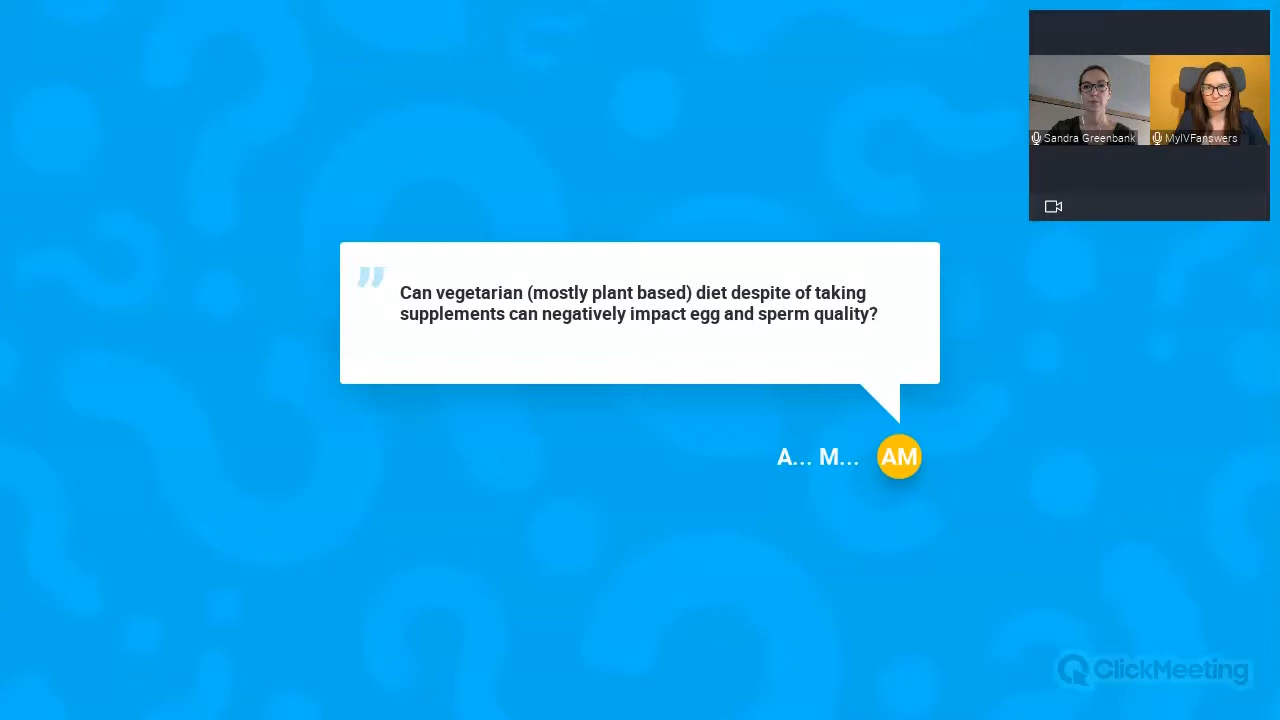 Sandra Greenbank
MyIVFanswers
Can vegetarian (mostly plant based) diet despite of taking
supplements can negatively impact egg and sperm quality?
A... M...
AM
ClickMeeting